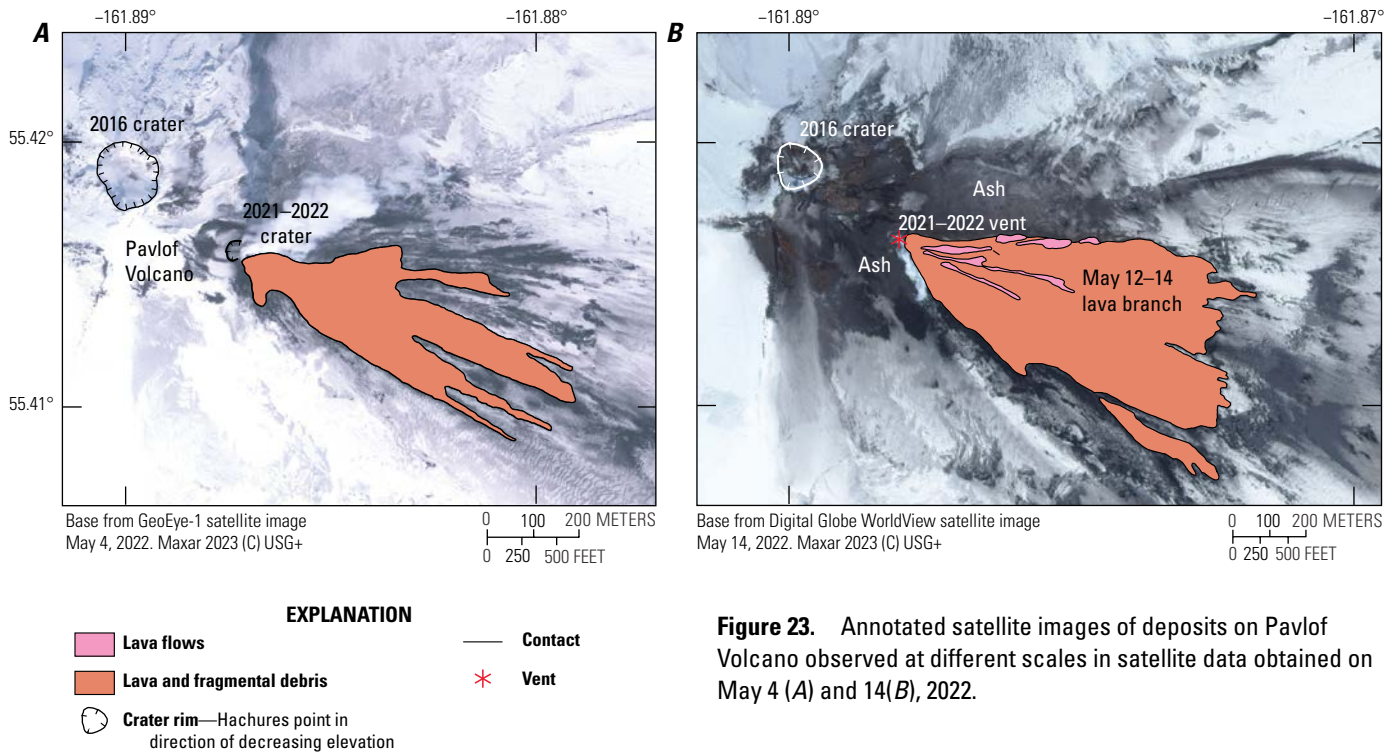 A
–161.89°
–161.88°
55.42°
55.41°
2016 crater
2021–2022
crater
Pavlof
Volcano
Base from GeoEye-1 satellite image
May 4, 2022. Maxar 2023 (C) USG+
0 100 200 METERS
0 250 500 FEET
B
–161.89°
–161.87°
2016 crater
Ash
2021–2022 vent
Ash
May 12–14
lava branch
Base from Digital Globe WorldView satellite image
May 14, 2022. Maxar 2023 (C) USG+
0 100 200 METERS
0 250 500 FEET
EXPLANATION
Lava flows
Lava and fragmental debris
Crater rim—Hachures point in
direction of decreasing elevation
Contact
Vent
Figure 23. Annotated satellite images of deposits on Pavlof
Volcano observed at different scales in satellite data obtained on
May 4 (A) and 14(B), 2022.